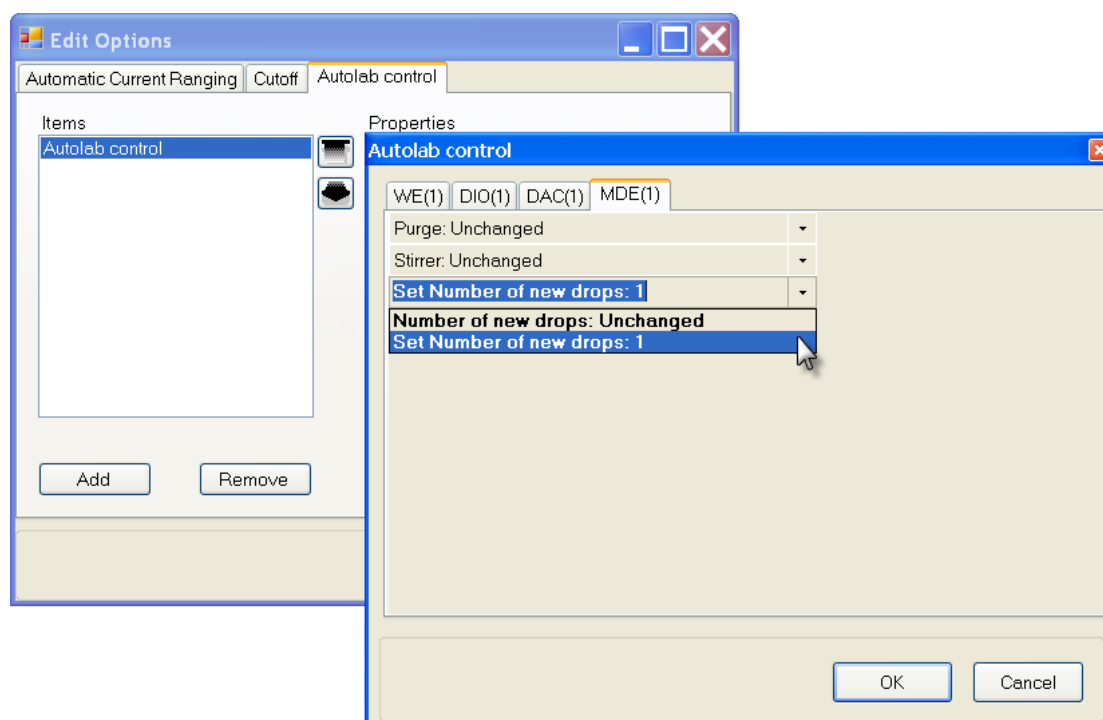 Edit Options
Automatic Current Ranging Cutoff Autolab control
Items Properties
Autolab control
Autolab control
WE(1) DIO(1) DAC(1) MDE(1)
Purge: Unchanged
Stirrer: Unchanged
Set Number of new drops: 1
Number of new drops: Unchanged
Set Number of new drops: 1
Add Remove
OK Cancel